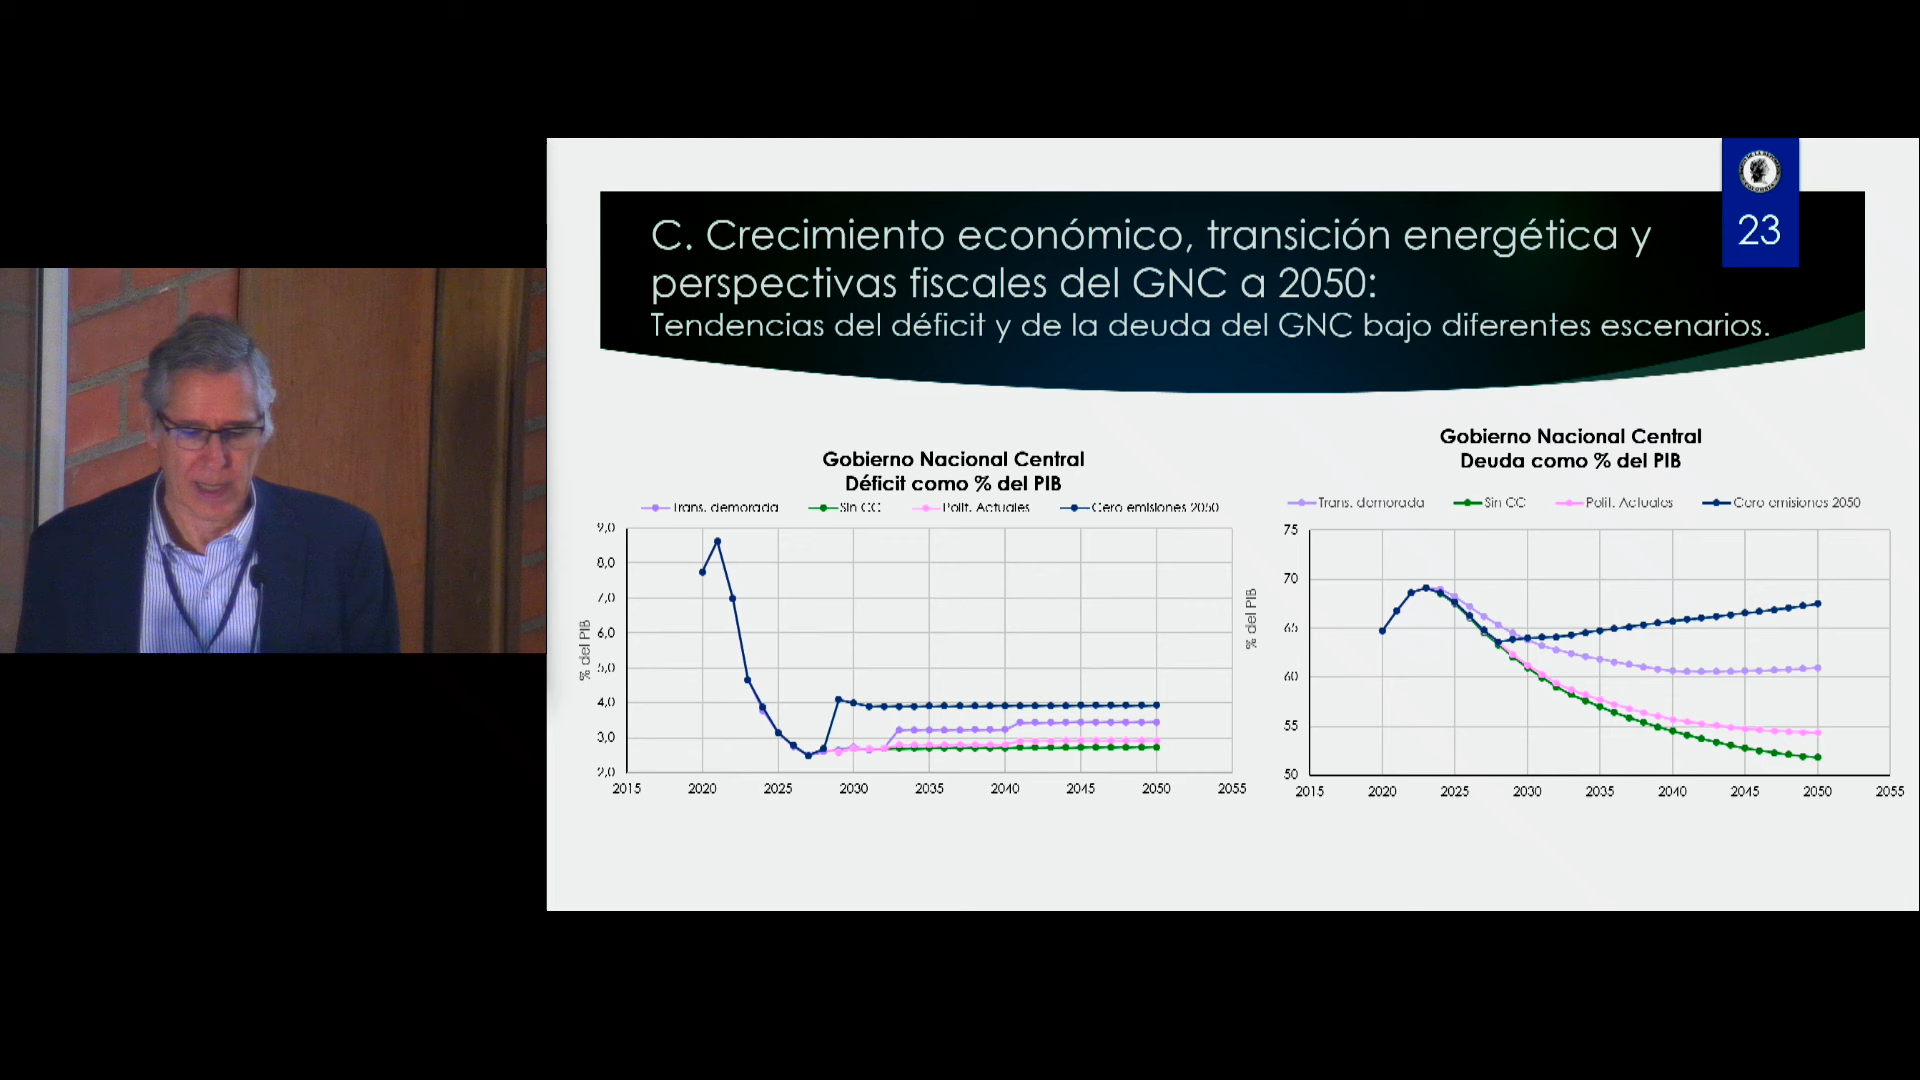 23
C. Crecimiento económico, transición energética y
perspectivas fiscales del GNC a 2050:
Tendencias del déficit y de la deuda del GNC bajo diferentes escenarios.
Gobierno Nacional Central
Déficit como % del PIB
Trans. demorada Sin CC Polít. Actuales Cero emisiones 2050
% del PIB
9,0
8,0
7,0
6,0
5,0
4,0
3,0
2,0
2015 2020 2025 2030 2035 2040 2045 2050 2055
Gobierno Nacional Central
Deuda como % del PIB
Trans. demorada Sin CC Polít. Actuales Cero emisiones 2050
% del PIB
75
70
65
60
55
50
2015 2020 2025 2030 2035 2040 2045 2050 2055